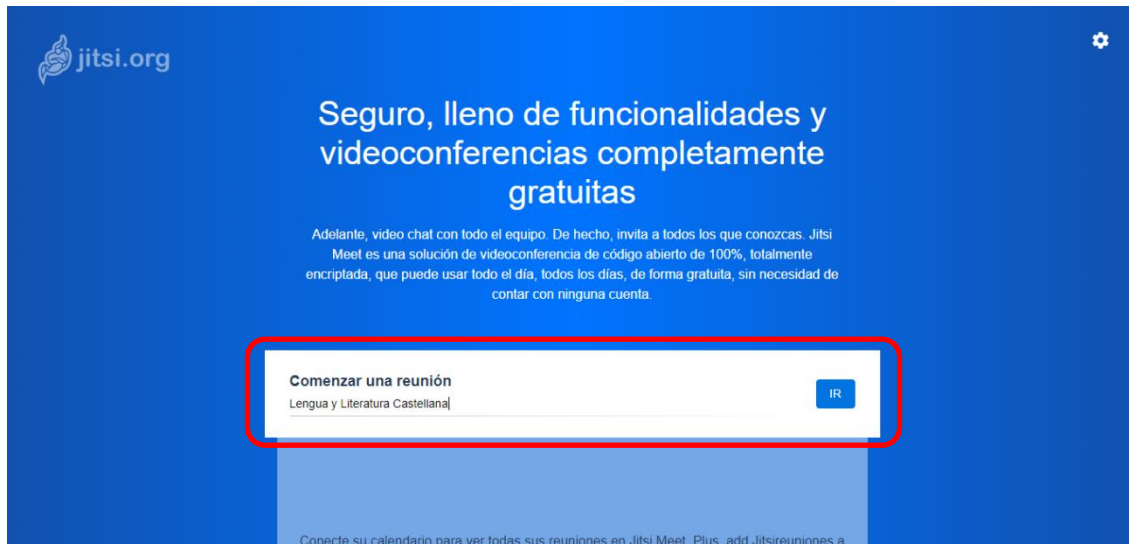 jitsi.org
Seguro, lleno de funcionalidades y
videoconferencias completamente
gratuitas
Adelante, video chat con todo el equipo. De hecho, invita a todos los que conozcas. Jitsi
Meet es una solución de videoconferencia de código abierto de 100%, totalmente
encriptada, que puede usar todo el día, todos los días, de forma gratuita, sin necesidad de
contar con ninguna cuenta.
Comenzar una reunión
Lengua y Literatura Castellana
IR
Conecte su calendario para ver todas sus reuniones en Jitsi Meet. Plus, add Jitsireuniones a